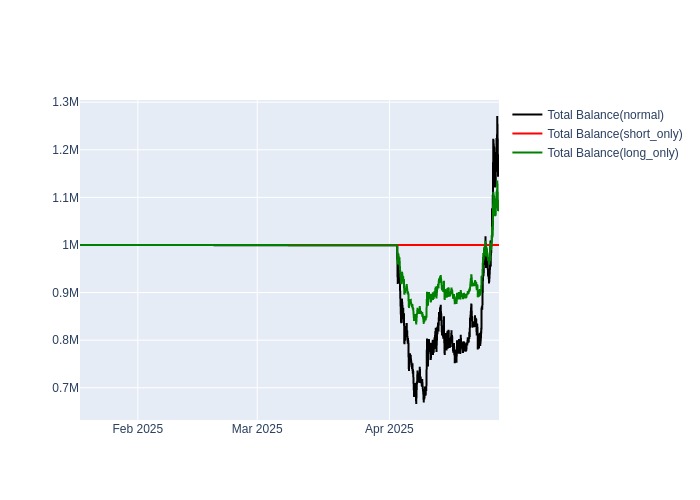 1.3M
1.2M
1.1M
1M
0.9M
0.8M
0.7M
Feb 2025
Mar 2025
Apr 2025
Total Balance(normal)
Total Balance(short_only)
Total Balance(long_only)